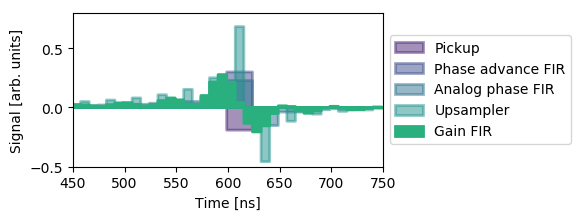 Signal [arb. units]
0.5
0.0
−0.5
450
500
550
600
650
700
750
Time [ns]
Pickup
Phase advance FIR
Analog phase FIR
Upsampler
Gain FIR